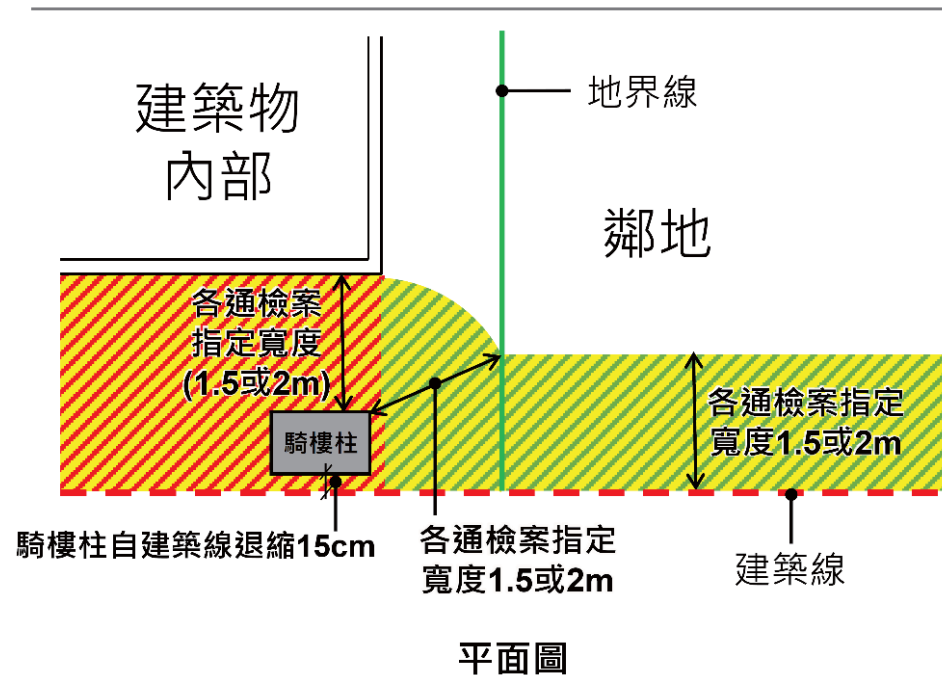 建築物
內部
地界線
鄰地
各通檢案
指定寬度
(1.5或2m)
騎樓柱
各通檢案指定
寬度1.5或2m
騎樓柱自建築線退縮15cm
各通檢案指定
寬度1.5或2m
建築線
平面圖